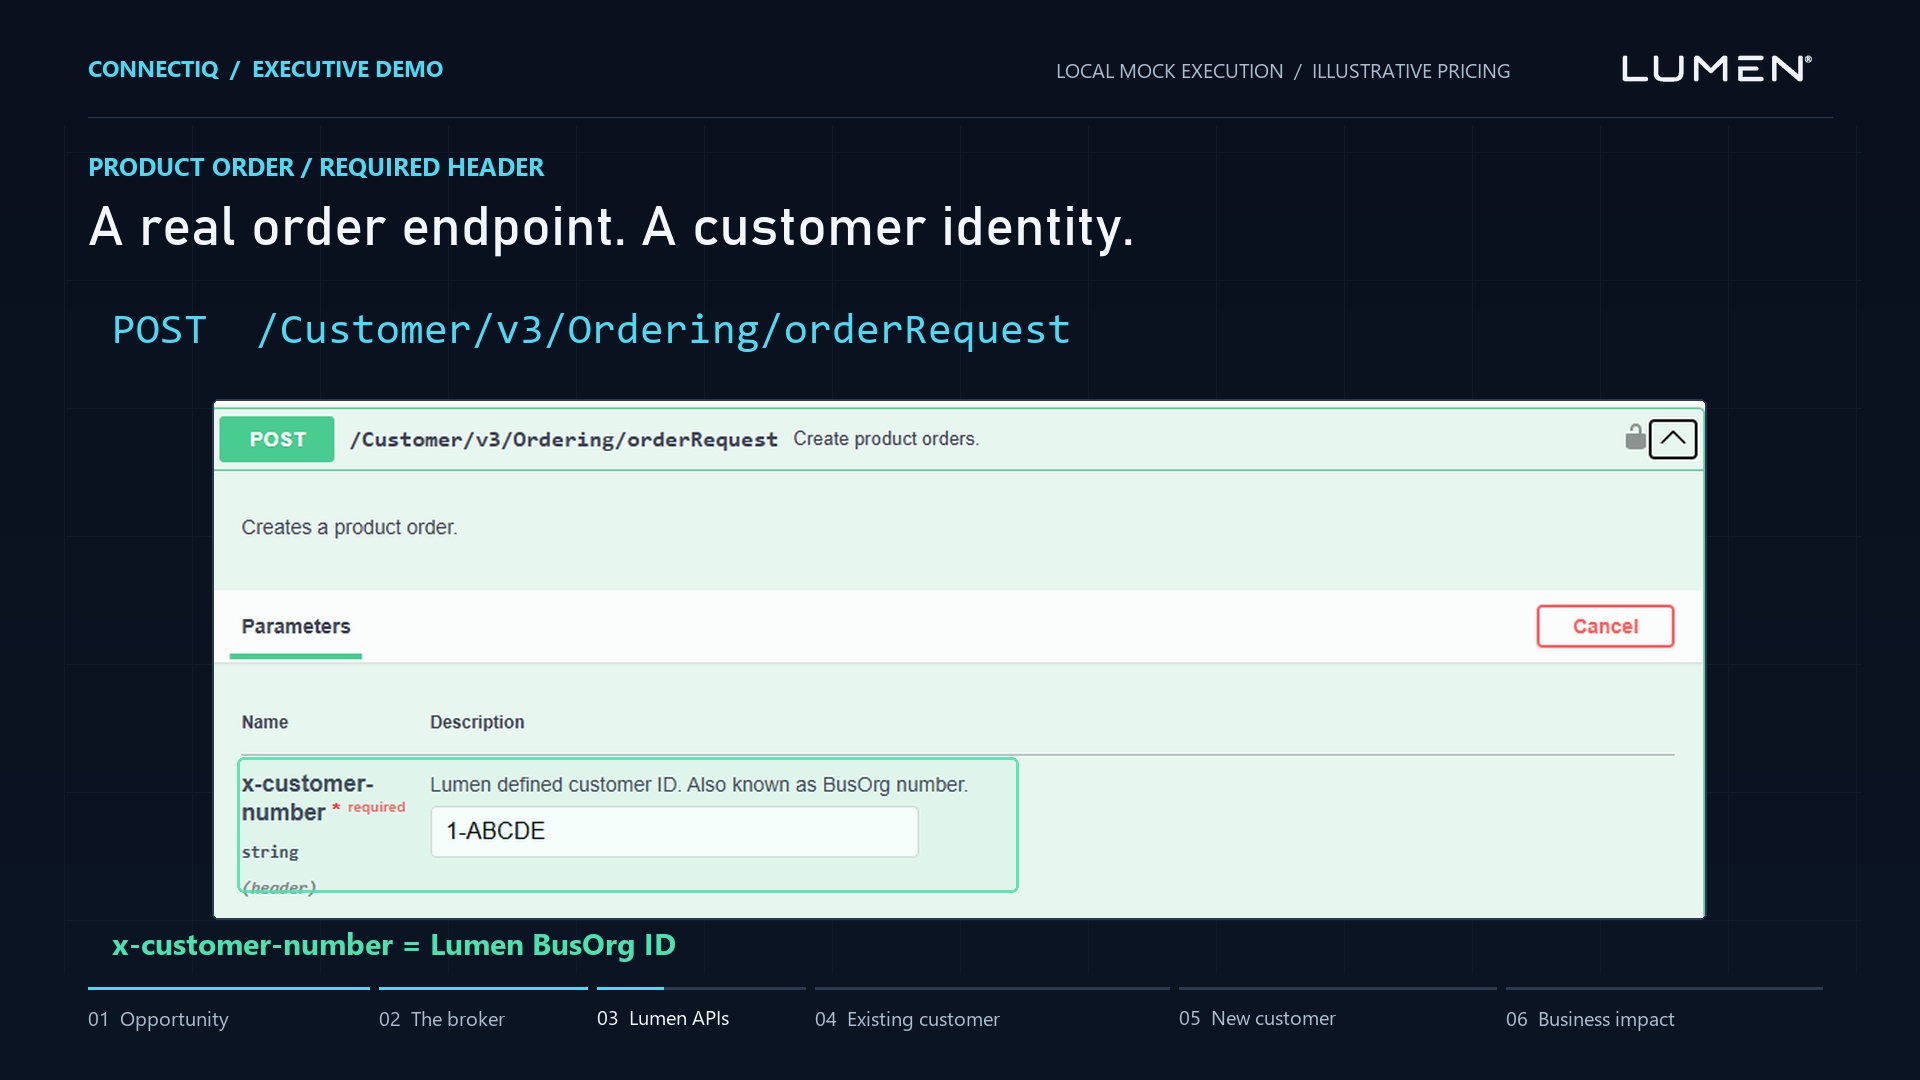 CONNECTIQ / EXECUTIVE DEMO
LOCAL MOCK EXECUTION / ILLUSTRATIVE PRICING
LUMEN®
PRODUCT ORDER / REQUIRED HEADER
A real order endpoint. A customer identity.
POST /Customer/v3/Ordering/orderRequest
POST /Customer/v3/Ordering/orderRequest Create product orders.
Creates a product order.
Parameters
Cancel
Name Description
x-customer-
number * required
string
(header)
Lumen defined customer ID. Also known as BusOrg number.
1-ABCDE
x-customer-number = Lumen BusOrg ID
01 Opportunity
02 The broker
03 Lumen APIs
04 Existing customer
05 New customer
06 Business impact